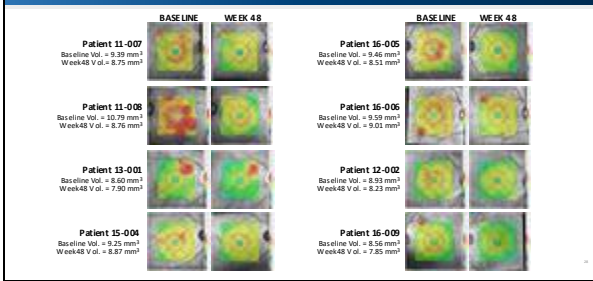 BASELINE WEEK 48
Patient 11-007
Baseline Vol. = 9.39 mm³
Week48 Vol.= 8.75 mm³
Patient 11-008
Baseline Vol. = 10.79 mm³
Week48 Vol. = 8.76 mm³
Patient 13-001
Baseline Vol. = 8.60 mm³
Week48 Vol. = 7.90 mm³
Patient 15-004
Baseline Vol. = 9.25 mm³
Week48 Vol. = 8.87 mm³
BASELINE WEEK 48
Patient 16-005
Baseline Vol. = 9.46 mm³
Week48 Vol. = 8.51 mm³
Patient 16-006
Baseline Vol. = 9.59 mm³
Week48 Vol. = 9.01 mm³
Patient 12-002
Baseline Vol. = 8.93 mm³
Week48 Vol. = 8.23 mm³
Patient 16-009
Baseline Vol. = 8.56 mm³
Week48 Vol. = 7.85 mm³